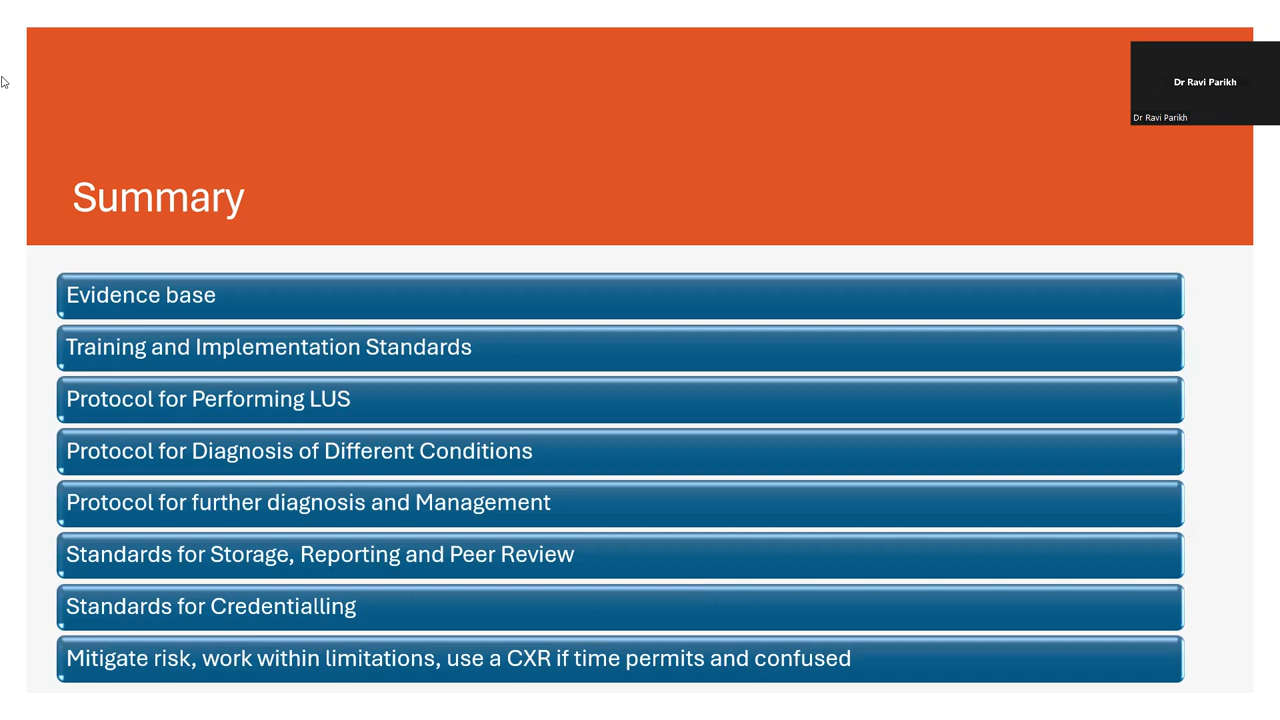 Dr Ravi Parikh
Dr Ravi Parikh
Summary
Evidence base
Training and Implementation Standards
Protocol for Performing LUS
Protocol for Diagnosis of Different Conditions
Protocol for further diagnosis and Management
Standards for Storage, Reporting and Peer Review
Standards for Credentialling
Mitigate risk, work within limitations, use a CXR if time permits and confused